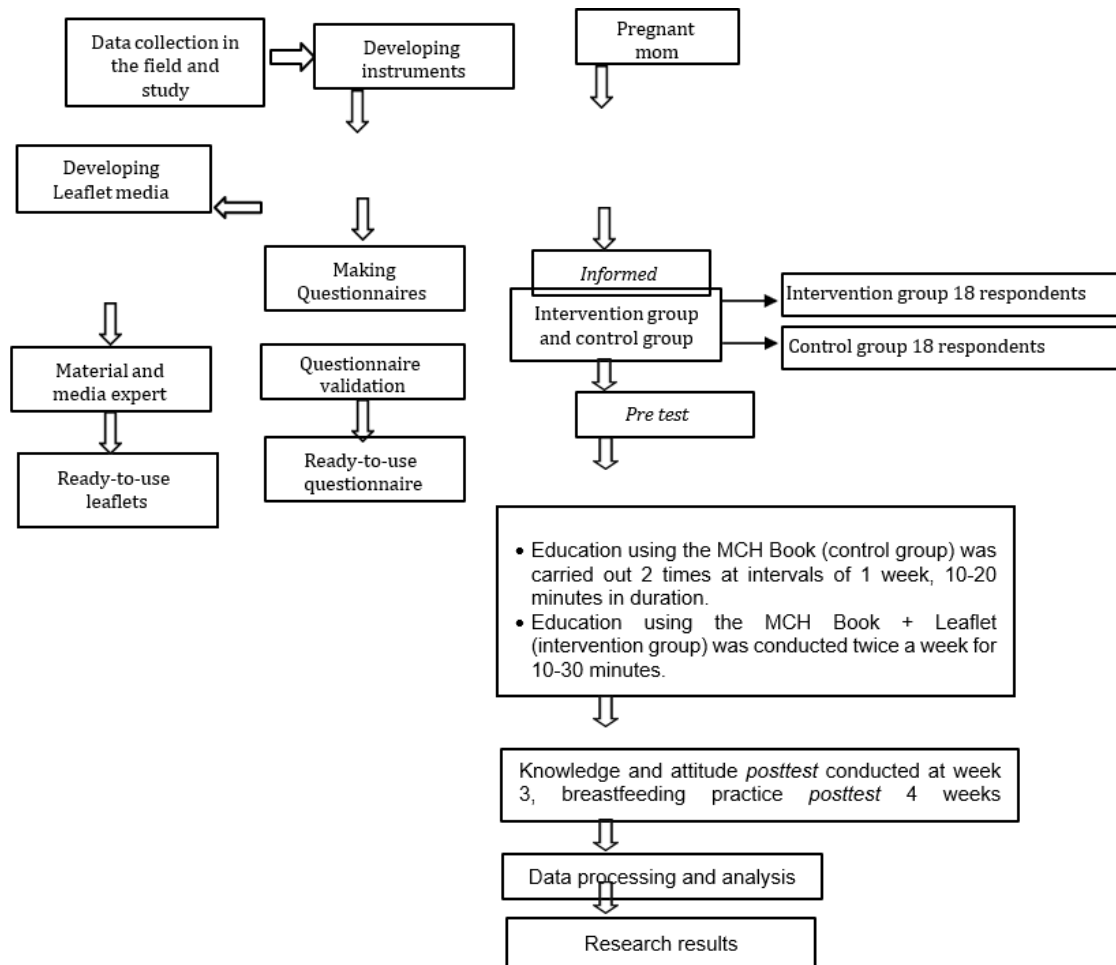 Data collection in
the field and
study
Developing
instruments
Pregnant
mom
Developing
Leaflet media
Making
Questionnaires
Informed
Intervention group
and control group
Intervention group 18 respondents
Control group 18 respondents
Material and
media expert
Questionnaire
validation
Pre test
Ready-to-use
leaflets
Ready-to-use
questionnaire
• Education using the MCH Book (control group) was
carried out 2 times at intervals of 1 week, 10-20
minutes in duration.
• Education using the MCH Book + Leaflet
(intervention group) was conducted twice a week for
10-30 minutes.
Knowledge and attitude posttest conducted at week
3, breastfeeding practice posttest 4 weeks
Data processing and analysis
Research results